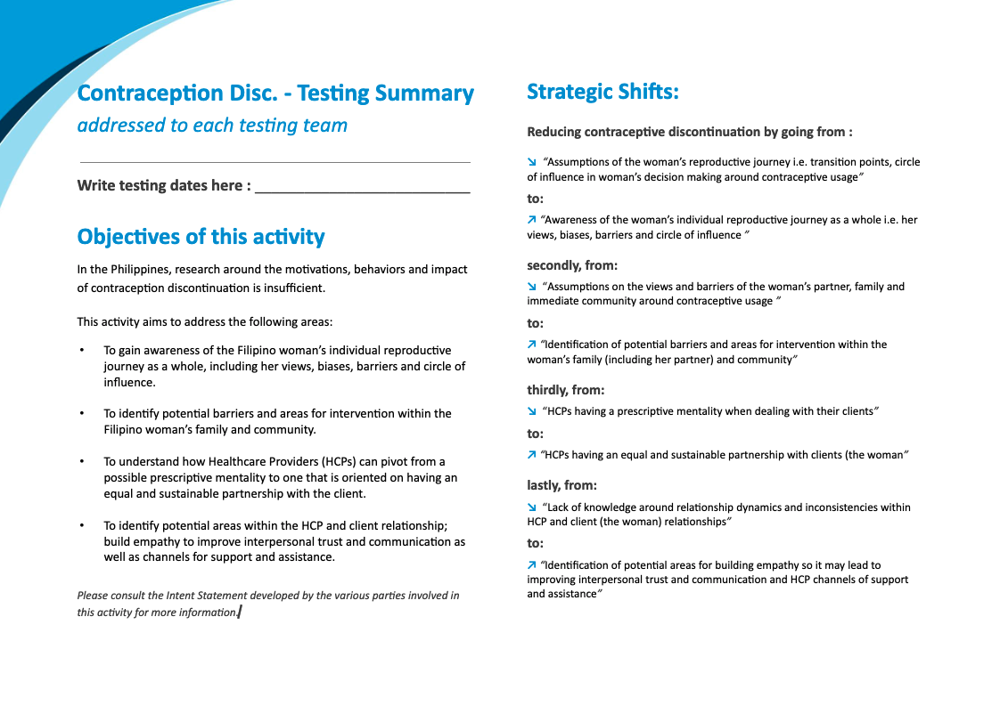 Contraception Disc. - Testing Summary
addressed to each testing team
Write testing dates here : ___________________________
Objectives of this activity
In the Philippines, research around the motivations, behaviors and impact
of contraception discontinuation is insufficient.
This activity aims to address the following areas:
• To gain awareness of the Filipino woman’s individual reproductive
journey as a whole, including her views, biases, barriers and circle of
influence.
• To identify potential barriers and areas for intervention within the
Filipino woman’s family and community.
• To understand how Healthcare Providers (HCPs) can pivot from a
possible prescriptive mentality to one that is oriented on having an
equal and sustainable partnership with the client.
• To identify potential areas within the HCP and client relationship;
build empathy to improve interpersonal trust and communication as
well as channels for support and assistance.
Please consult the Intent Statement developed by the various parties involved in
this activity for more information.
Strategic Shifts:
Reducing contraceptive discontinuation by going from :
↘ “Assumptions of the woman’s reproductive journey i.e. transition points, circle
of influence in woman’s decision making around contraceptive usage”
to:
↗ “Awareness of the woman’s individual reproductive journey as a whole i.e. her
views, biases, barriers and circle of influence ”
secondly, from:
↘ “Assumptions on the views and barriers of the woman’s partner, family and
immediate community around contraceptive usage ”
to:
↗ “Identification of potential barriers and areas for intervention within the
woman’s family (including her partner) and community”
thirdly, from:
↘ “HCPs having a prescriptive mentality when dealing with their clients”
to:
↗ “HCPs having an equal and sustainable partnership with clients (the woman”
lastly, from:
↘ “Lack of knowledge around relationship dynamics and inconsistencies within
HCP and client (the woman) relationships”
to:
↗ “Identification of potential areas for building empathy so it may lead to
improving interpersonal trust and communication and HCP channels of support
and assistance”